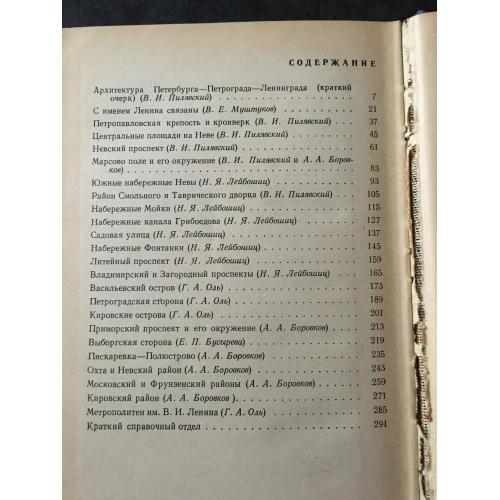 СОДЕРЖАНИЕ
Архитектура Петербурга—Петрограда—Ленинграда (краткий
очерк) (В. И. Пилявский) . . . . . . . . . . . . 7
С именем Ленина связаны (В. Е. Муштуков) . . . . . . 21
Петропавловская крепость и кронверк (В. И. Пилявский) . . 37
Центральные площади на Неве (В. И. Пилявский) . . . . 45
Невский проспект (В. И. Пилявский) . . . . . . . . 61
Марсово поле и его окружение (В. И. Пилявский и А. А. Боров-
ков) . . . . . . . . . . . . . . . . 83
Южные набережные Невы (Н. Я. Лейбошиц) . . . . . . 93
Район Смольного и Таврического дворца (В. И. Пилявский) . 105
Набережные Мойки (Н. Я. Лейбошиц) . . . . . . . . 115
Набережные канала Грибоедова (Н. Я. Лейбошиц) . . . . 127
Садовая улица (Н. Я. Лейбошиц) . . . . . . . . . 137
Набережные Фонтанки (Н. Я. Лейбошиц) . . . . . . . 145
Литейный проспект (Н. Я. Лейбошиц) . . . . . . . . 159
Владимирский и Загородный проспекты (Н. Я. Лейбошиц) . . 165
Васильевский остров (Г. А. Оль) . . . . . . . . . 173
Петроградская сторона (Г. А. Оль) . . . . . . . . 189
Кировские острова (Г. А. Оль) . . . . . . . . . . 201
Приморский проспект и его окружение (А. А. Боровков) . . 213
Выборгская сторона (Е. П. Бусырева) . . . . . . . . 219
Пискаревка—Полюстрово (А. А. Боровков) . . . . . . 235
Охта и Невский район (А. А. Боровков) . . . . . . . 243
Московский и Фрунзенский районы (А. А. Боровков) . . . 259
Кировский район (А. А. Боровков ) . . . . . . . . 271
Метрополитен им. В. И. Ленина (Г. А. Оль) . . . . . . 285
Краткий справочный отдел . . . . . . . . . . . 291